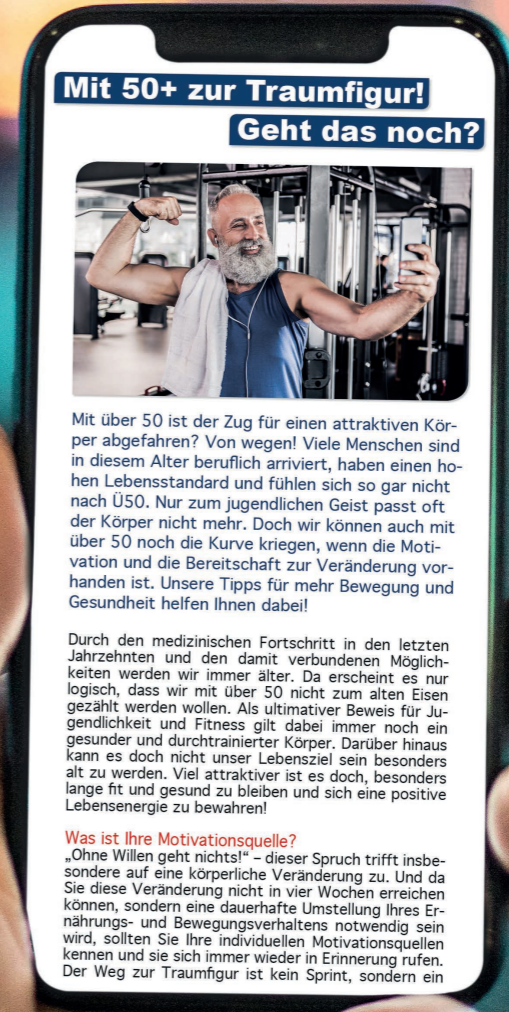 Mit 50+ zur Traumfigur!
Geht das noch?
Mit über 50 ist der Zug für einen attraktiven Kör-
per abgefahren? Von wegen! Viele Menschen sind
in diesem Alter beruflich arriviert, haben einen ho-
hen Lebensstandard und fühlen sich so gar nicht
nach Ü50. Nur zum jugendlichen Geist passt oft
der Körper nicht mehr. Doch wir können auch mit
über 50 noch die Kurve kriegen, wenn die Moti-
vation und die Bereitschaft zur Veränderung vor-
handen ist. Unsere Tipps für mehr Bewegung und
Gesundheit helfen Ihnen dabei!
Durch den medizinischen Fortschritt in den letzten
Jahrzehnten und den damit verbundenen Möglich-
keiten werden wir immer älter. Da erscheint es nur
logisch, dass wir mit über 50 nicht zum alten Eisen
gezählt werden wollen. Als ultimativer Beweis für Ju-
gendlichkeit und Fitness gilt dabei immer noch ein
gesunder und durchtrainierter Körper. Darüber hinaus
kann es doch nicht unser Lebensziel sein besonders
alt zu werden. Viel attraktiver ist es doch, besonders
lange fit und gesund zu bleiben und sich eine positive
Lebensenergie zu bewahren!
Was ist Ihre Motivationsquelle?
„Ohne Willen geht nichts!“ – dieser Spruch trifft insbe-
sondere auf eine körperliche Veränderung zu. Und da
Sie diese Veränderung nicht in vier Wochen erreichen
können, sondern eine dauerhafte Umstellung Ihres Er-
nährungs- und Bewegungsverhaltens notwendig sein
wird, sollten Sie Ihre individuellen Motivationsquellen
kennen und sie sich immer wieder in Erinnerung rufen.
Der Weg zur Traumfigur ist kein Sprint, sondern ein